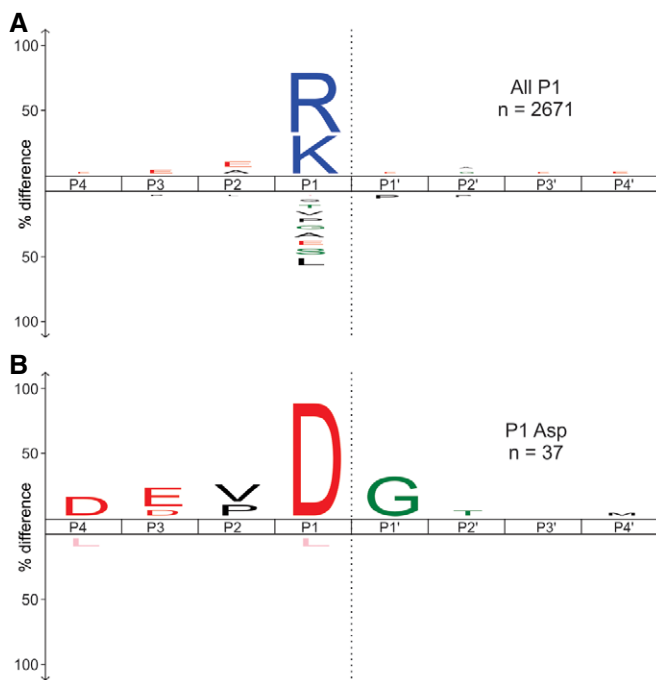 A
100
All P1
n = 2671
50
R
K
E E E A E A G E E
P4 P3 P2 P1 P1' P2' P3' P4'
% difference
P P
T
V
P
G
A
E
S
L
50
100
B
100
D
P1 Asp
n = 37
50
D E D V P G T M
P4 P3 P2 P1 P1' P2' P3' P4'
% difference
L L
50
100